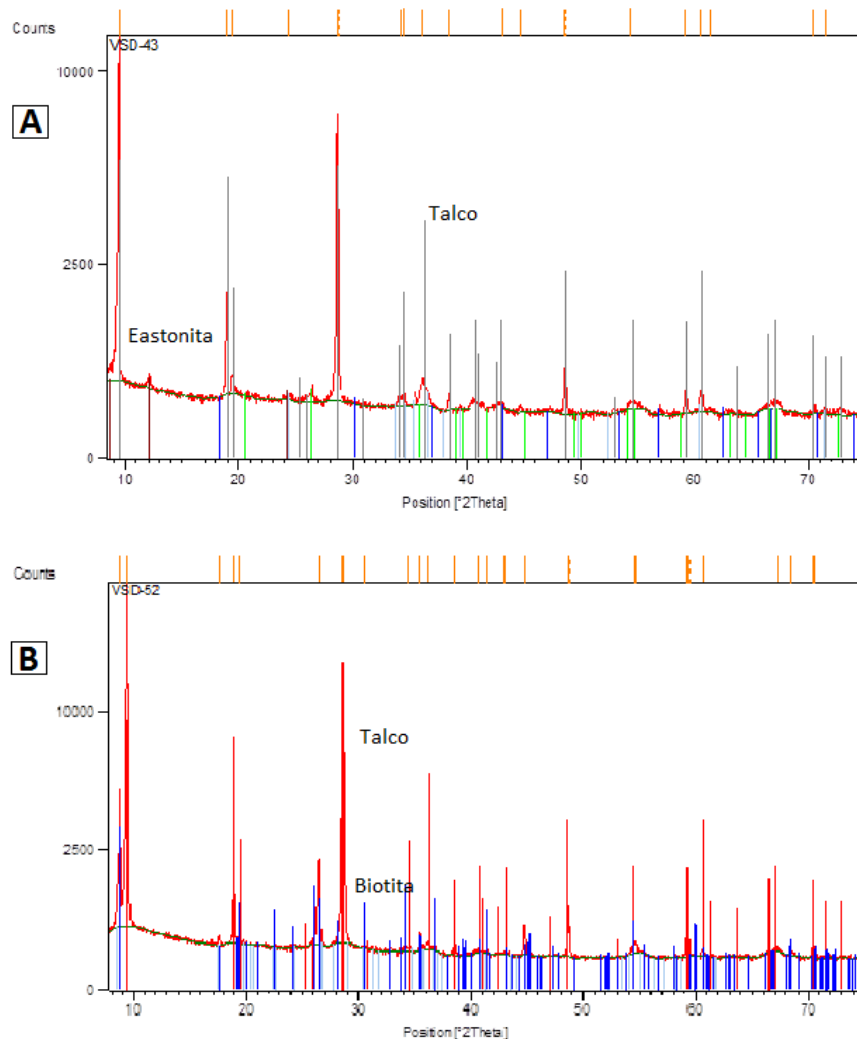 Counts
VSD-43
10000
A
Talco
2500
Eastonita
0
10 20 30 40 50 60 70
Position [°2Theta]
Counts
VSD-52
B
10000
Talco
2500
Biotita
0
10 20 30 40 50 60 70
Position [°2Theta]